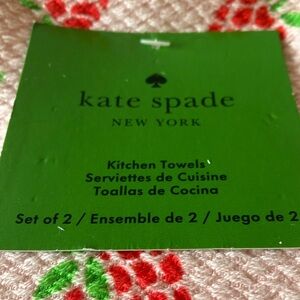 kate spade
NEW YORK
Kitchen Towels
Serviettes de Cuisine
Toallas de Cocina
Set of 2 / Ensemble de 2 / Juego de 2